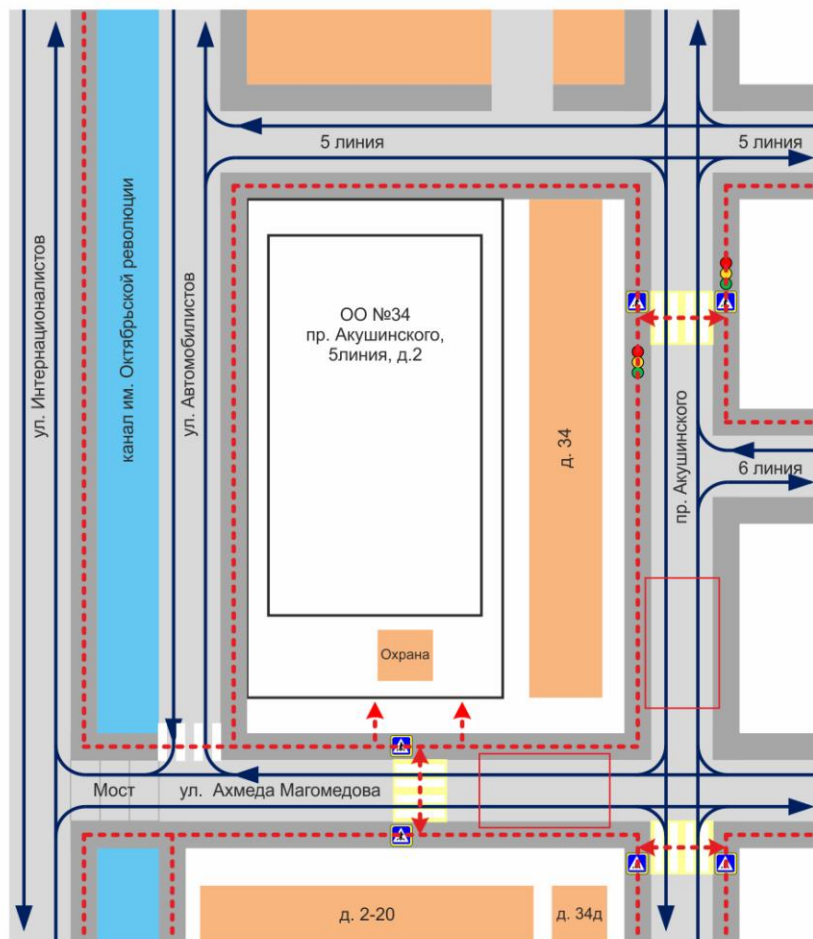 5 линия
5 линия
ул. Интернационалистов
канал им. Октябрьской революции
ул. Автомобилистов
ОО №34
пр. Акушинского,
5линия, д.2
д. 34
пр. Акушинского
6 линия
Охрана
Мост
ул. Ахмеда Магомедова
д. 2-20
д. 34д